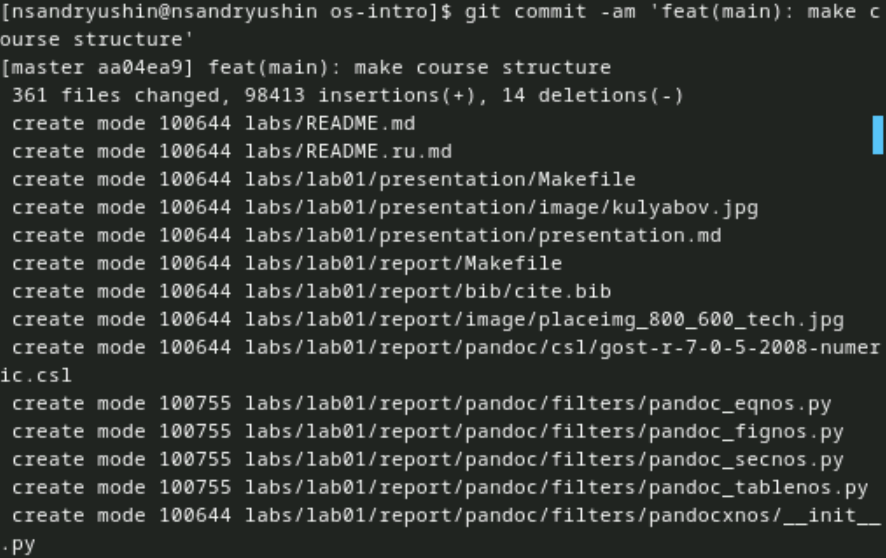 [nsandryushin@nsandryushin os-intro]$ git commit -am 'feat(main): make c
ourse structure'
[master aa04ea9] feat(main): make course structure
 361 files changed, 98413 insertions(+), 14 deletions(-)
 create mode 100644 labs/README.md
 create mode 100644 labs/README.ru.md
 create mode 100644 labs/lab01/presentation/Makefile
 create mode 100644 labs/lab01/presentation/image/kulyabov.jpg
 create mode 100644 labs/lab01/presentation/presentation.md
 create mode 100644 labs/lab01/report/Makefile
 create mode 100644 labs/lab01/report/bib/cite.bib
 create mode 100644 labs/lab01/report/image/placeimg_800_600_tech.jpg
 create mode 100644 labs/lab01/report/pandoc/csl/gost-r-7-0-5-2008-numer
ic.csl
 create mode 100755 labs/lab01/report/pandoc/filters/pandoc_eqnos.py
 create mode 100755 labs/lab01/report/pandoc/filters/pandoc_fignos.py
 create mode 100755 labs/lab01/report/pandoc/filters/pandoc_secnos.py
 create mode 100755 labs/lab01/report/pandoc/filters/pandoc_tablenos.py
 create mode 100644 labs/lab01/report/pandoc/filters/pandocxnos/__init__
.py